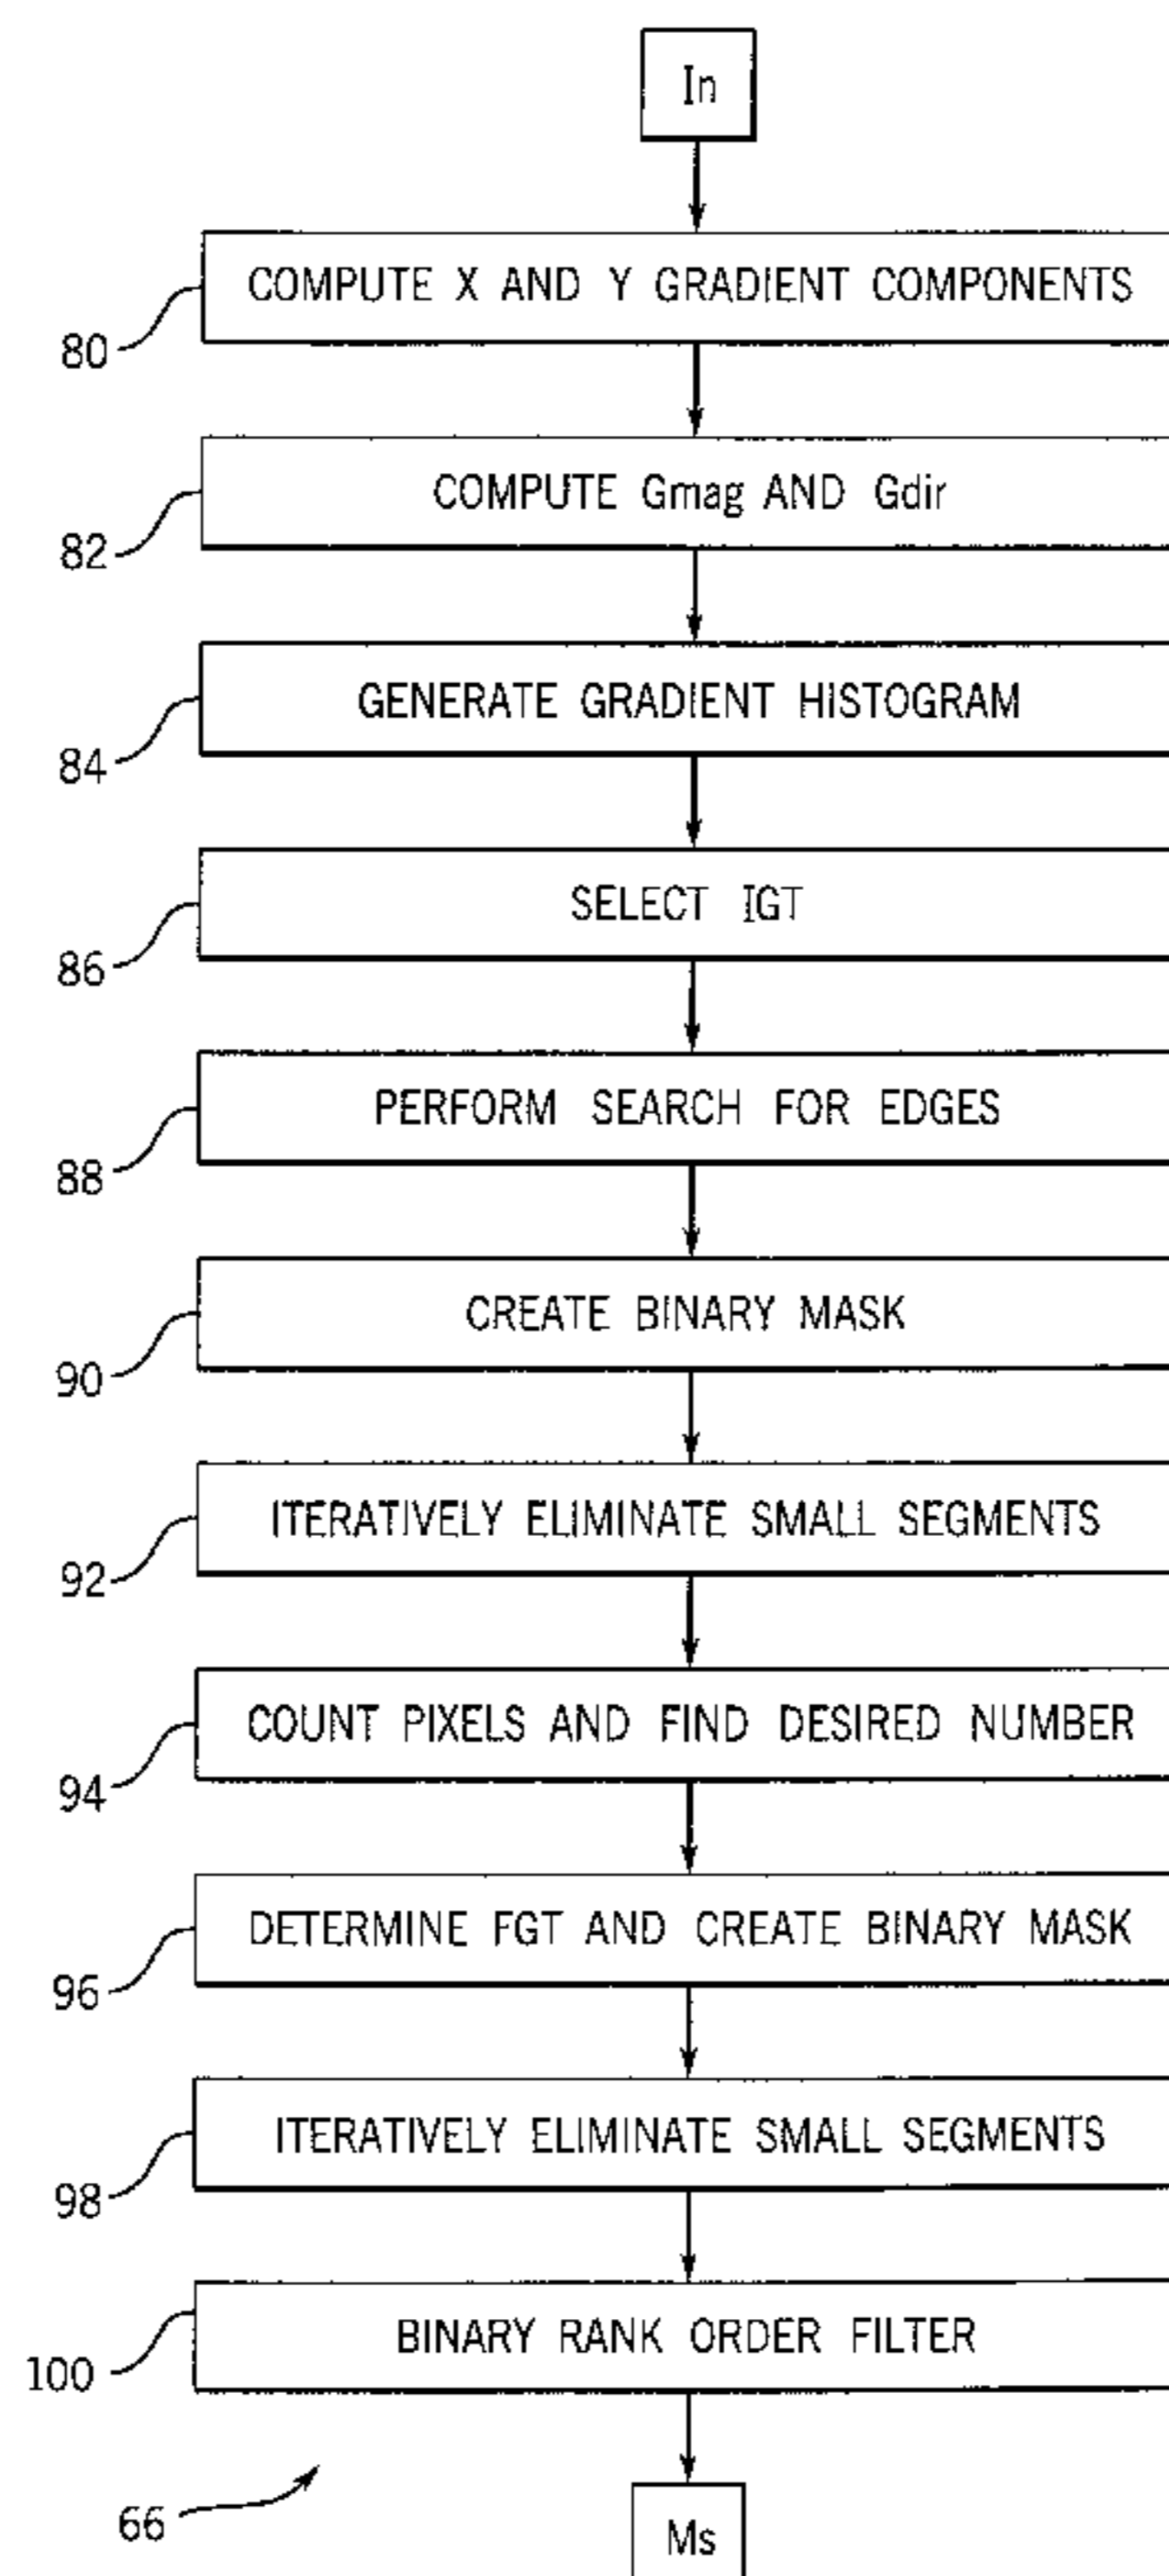 In
COMPUTE X AND Y GRADIENT COMPONENTS
80
COMPUTE Gmag AND Gdir
82
GENERATE GRADIENT HISTOGRAM
84
SELECT IGT
86
PERFORM SEARCH FOR EDGES
88
CREATE BINARY MASK
90
ITERATIVELY ELIMINATE SMALL SEGMENTS
92
COUNT PIXELS AND FIND DESIRED NUMBER
94
DETERMINE FGT AND CREATE BINARY MASK
96
ITERATIVELY ELIMINATE SMALL SEGMENTS
98
BINARY RANK ORDER FILTER
100
66
Ms